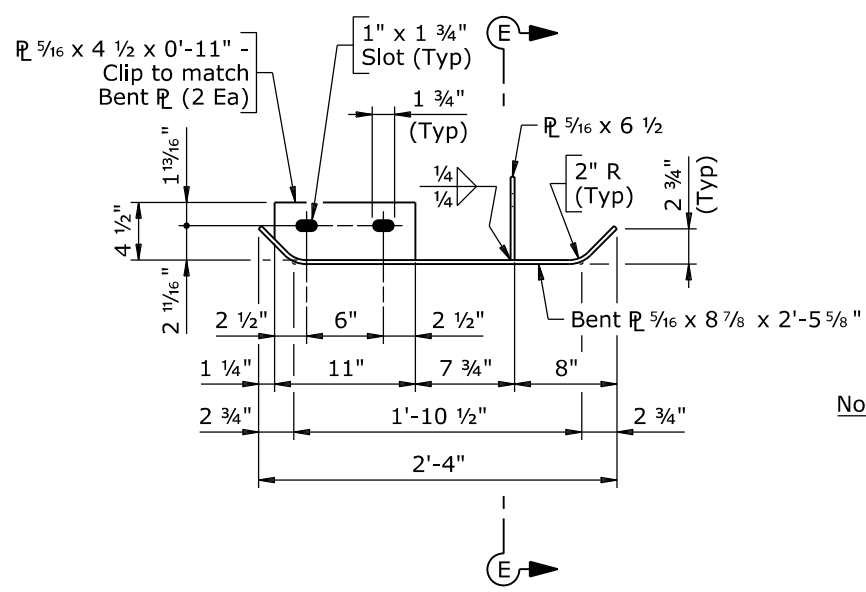 ℄ 5/16 x 4 ½ x 0'-11" -
Clip to match
Bent ℄ (2 Ea)
1" x 1 ¾"
Slot (Typ)
E
1 ¾"
(Typ)
℄ 5/16 x 6 ½
1 13/16"
¼
¼
2" R
(Typ)
2 ¾"
(Typ)
4 ½"
2 11/16"
Bent ℄ 5/16 x 8 ⅞ x 2'-5 ⅝"
2 ½"
6"
2 ½"
1 ¼"
11"
7 ¾"
8"
No
2 ¾"
1'-10 ½"
2 ¾"
2'-4"
E